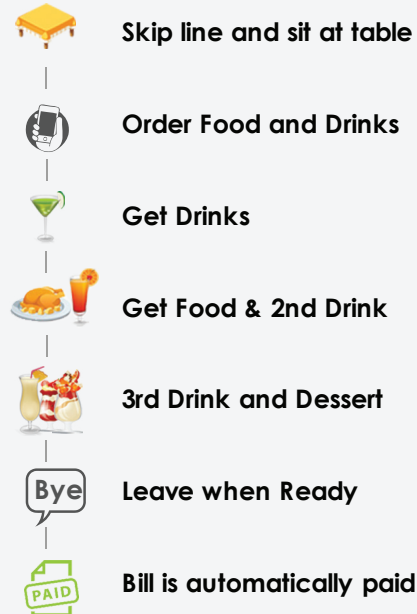 Skip line and sit at table
Order Food and Drinks
Get Drinks
Get Food & 2nd Drink
3rd Drink and Dessert
Bye
Leave when Ready
PAID
Bill is automatically paid